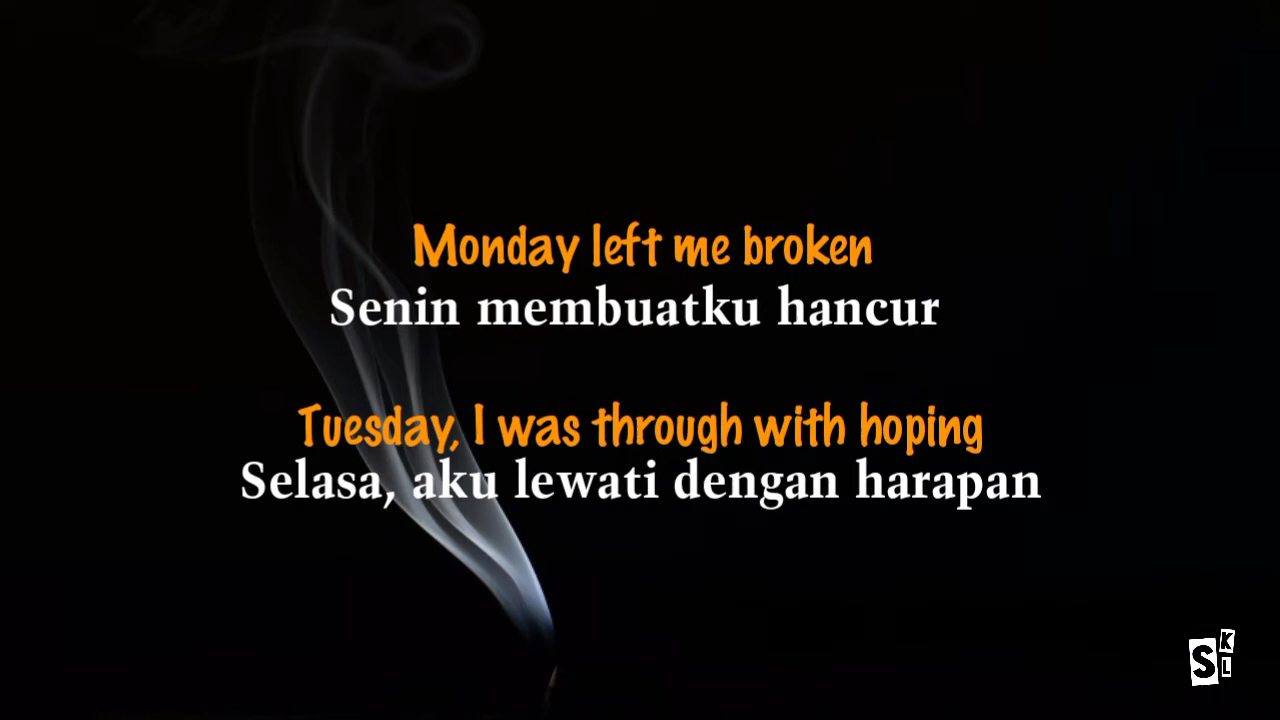 Monday left me broken
Senin membuatku hancur
Tuesday, I was through with hoping
Selasa, aku lewati dengan harapan
SKL